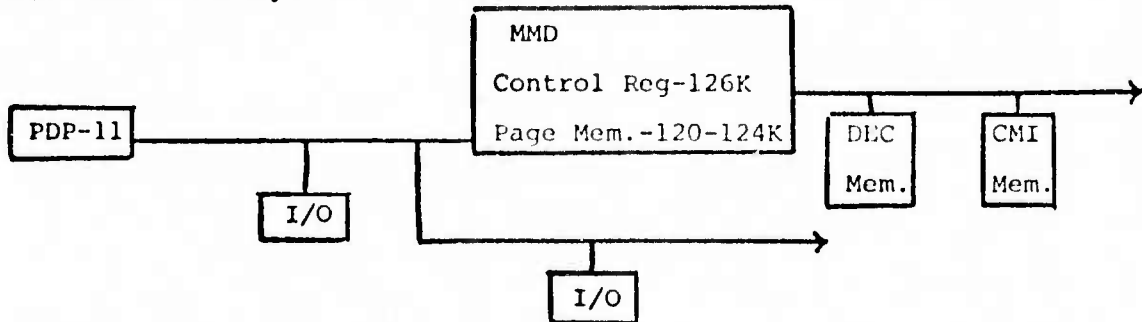 MMD
Control Reg-126K
Page Mem.-120-124K
PDP-11
DEC
Mem.
CMI
Mem.
I/O
I/O